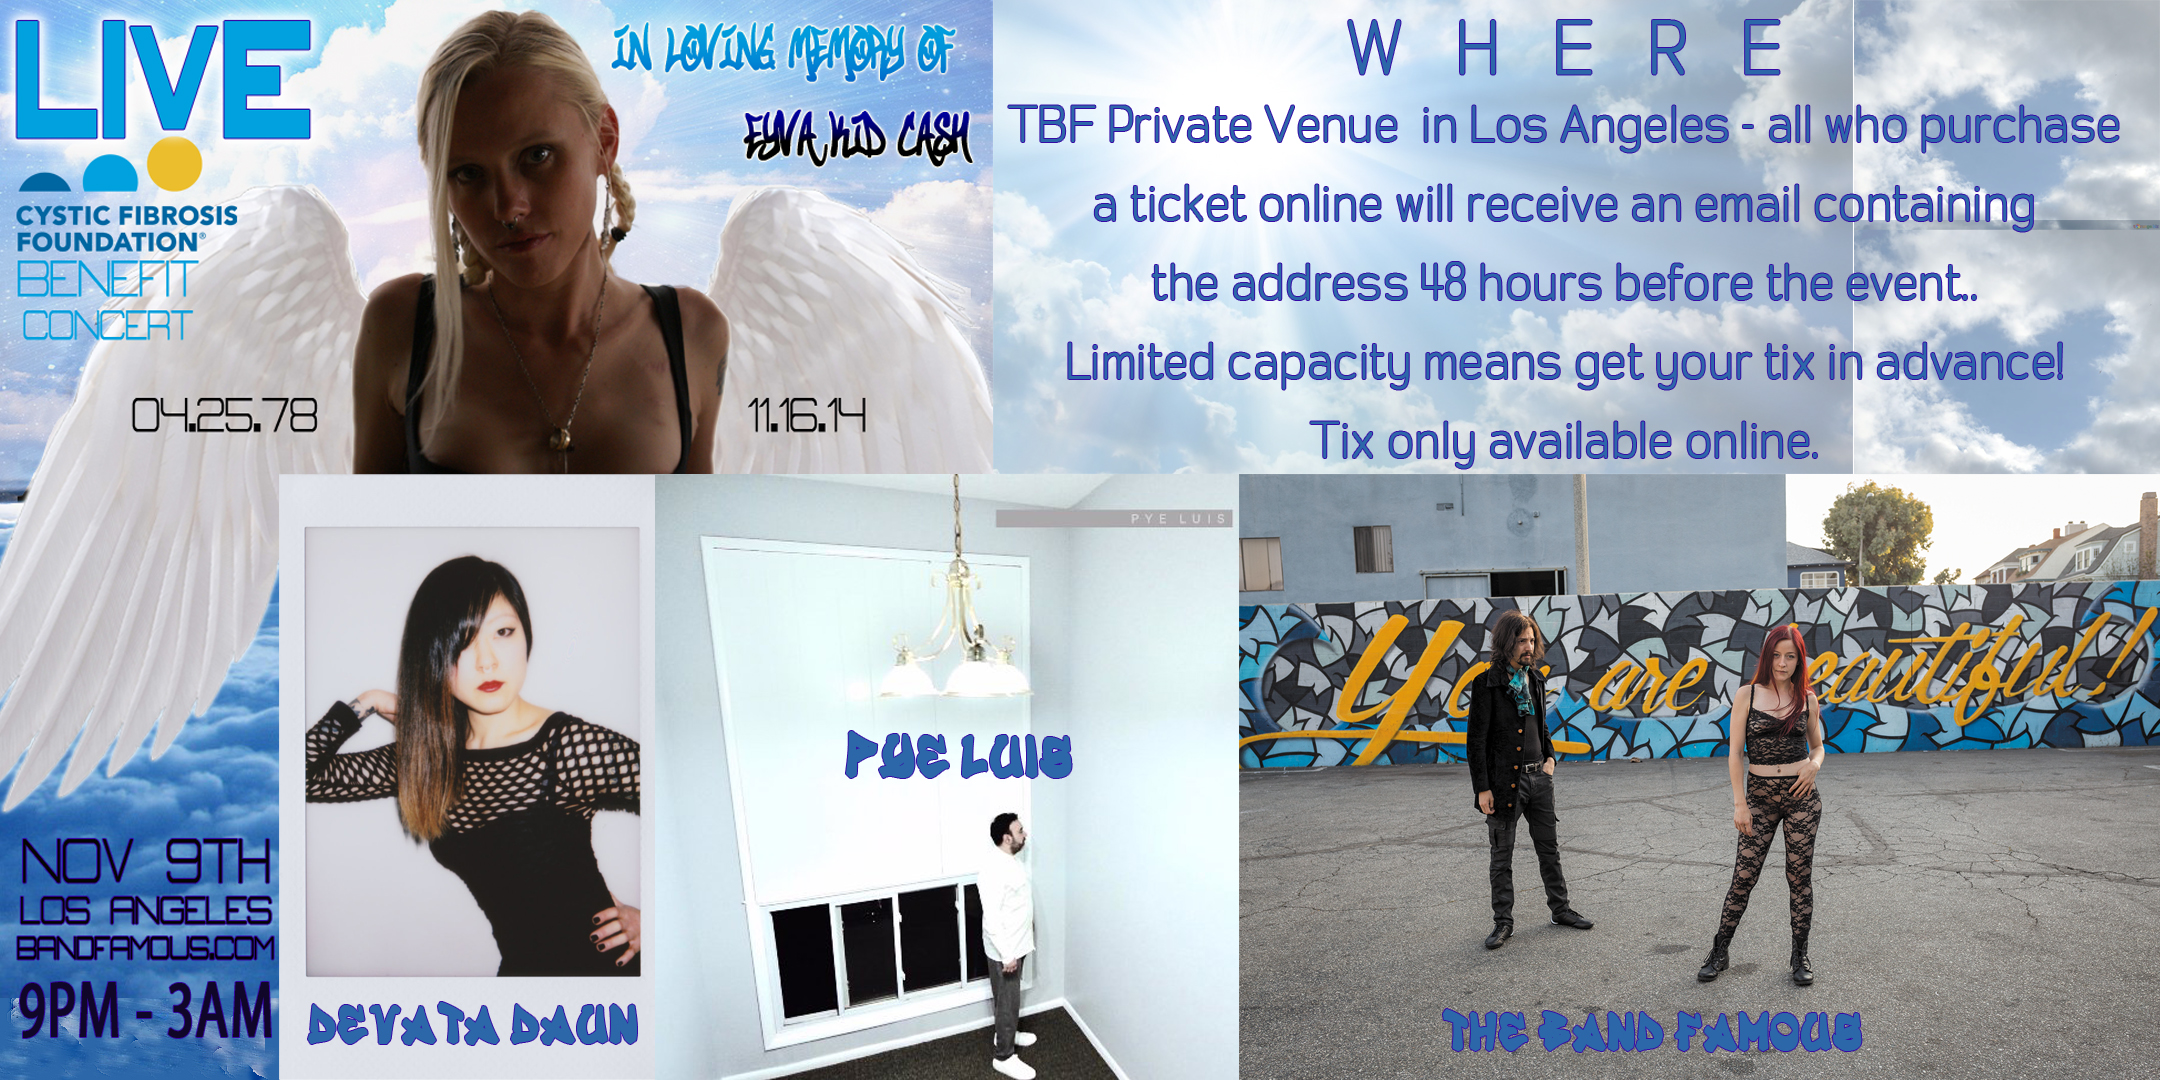 LIVE
CYSTIC FIBROSIS
FOUNDATION®
BENEFIT
CONCERT
IN LOVING MEMORY OF
EYVA KID CASH
04.25.78
11.16.14
W H E R E
TBF Private Venue in Los Angeles - all who purchase
a ticket online will receive an email containing
the address 48 hours before the event..
Limited capacity means get your tix in advance!
Tix only available online.
NOV 9TH
LOS ANGELES
BANDFAMOUS.COM
9PM - 3AM
DEVATA DAUN
PYE LUIS
PYE LUIS
You are beautiful!
THE BAND FAMOUS